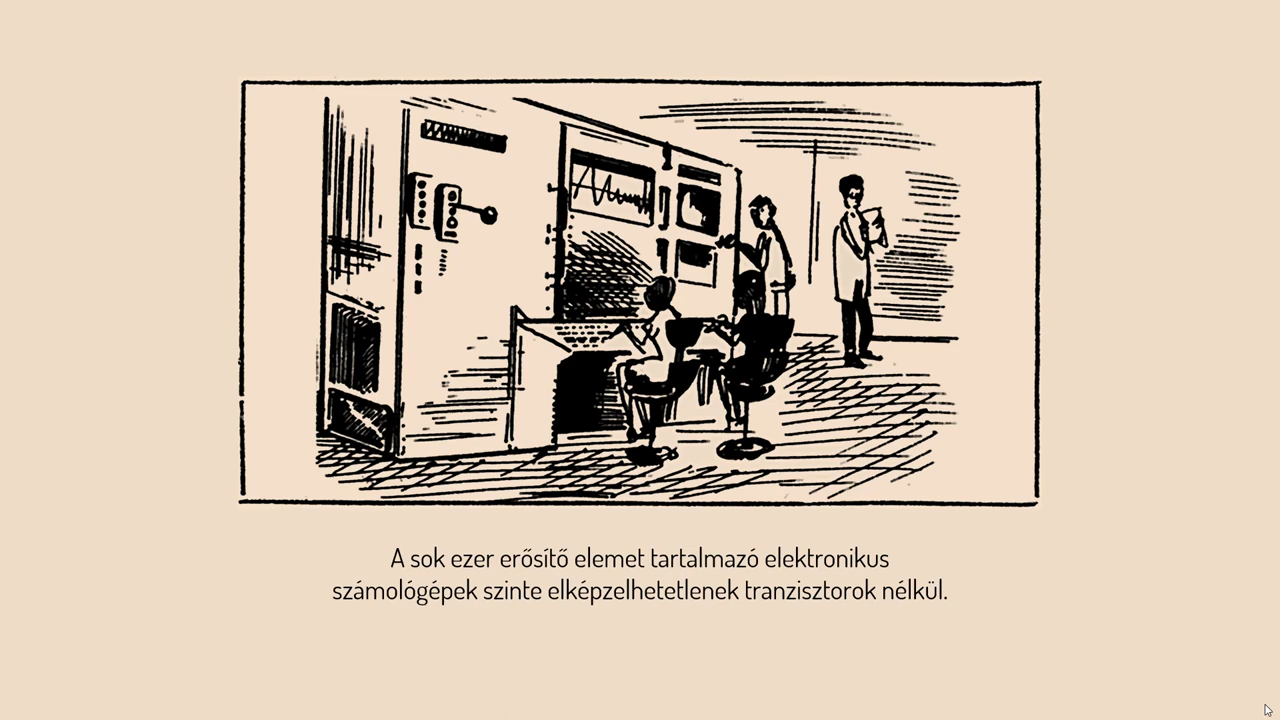 A sok ezer erősítő elemet tartalmazó elektronikus
számológépek szinte elképzelhetetlenek tranzisztorok nélkül.